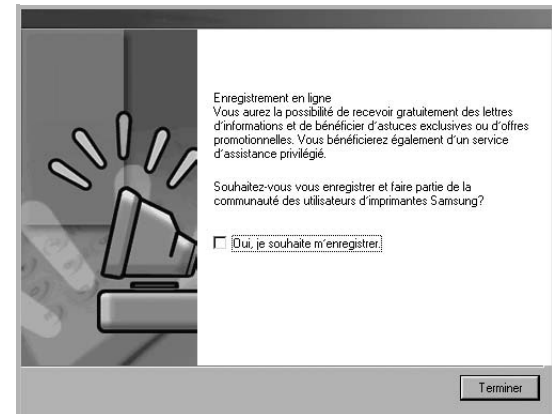 Enregistrement en ligne
Vous aurez la possibilité de recevoir gratuitement des lettres
d'informations et de bénéficier d'astuces exclusives ou d'offres
promotionnelles. Vous bénéficierez également d'un service
d'assistance privilégié.
Souhaitez-vous vous enregistrer et faire partie de la
communauté des utilisateurs d'imprimantes Samsung?
Oui, je souhaite m'enregistrer.
Terminer